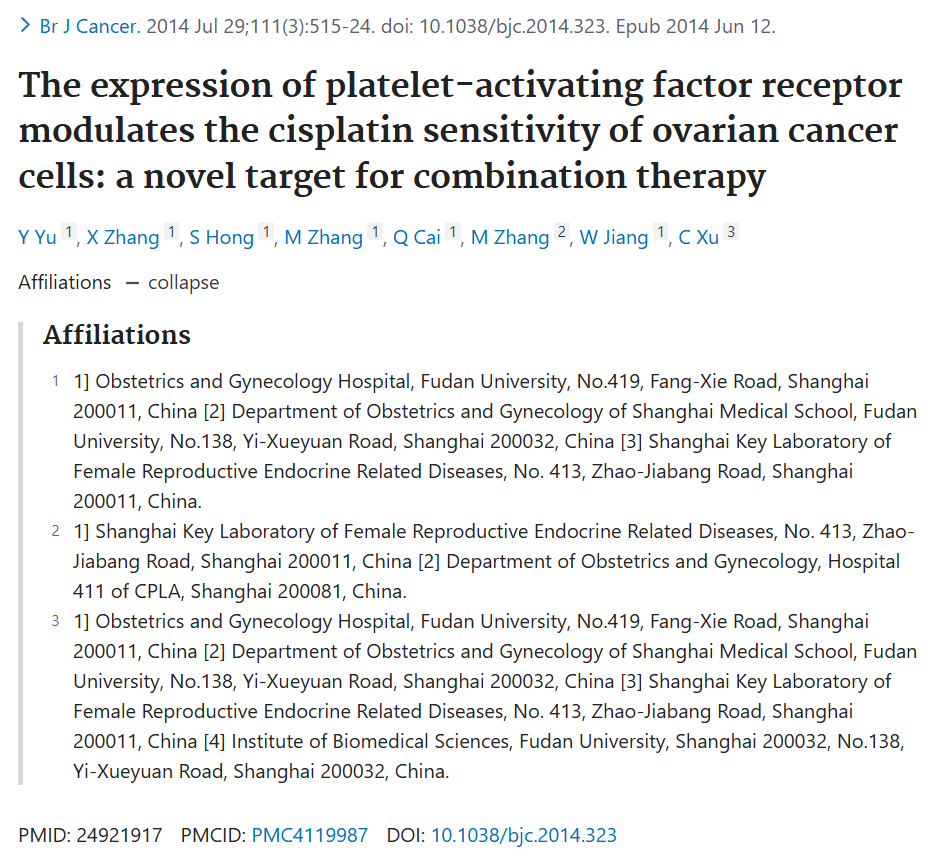 Br J Cancer. 2014 Jul 29;111(3):515-24. doi: 10.1038/bjc.2014.323. Epub 2014 Jun 12.
The expression of platelet-activating factor receptor
modulates the cisplatin sensitivity of ovarian cancer
cells: a novel target for combination therapy
Y Yu 1, X Zhang 1, S Hong 1, M Zhang 1, Q Cai 1, M Zhang 2, W Jiang 1, C Xu 3
Affiliations — collapse
Affiliations
1 1] Obstetrics and Gynecology Hospital, Fudan University, No.419, Fang-Xie Road, Shanghai
200011, China [2] Department of Obstetrics and Gynecology of Shanghai Medical School, Fudan
University, No.138, Yi-Xueyuan Road, Shanghai 200032, China [3] Shanghai Key Laboratory of
Female Reproductive Endocrine Related Diseases, No. 413, Zhao-Jiabang Road, Shanghai
200011, China.
2 1] Shanghai Key Laboratory of Female Reproductive Endocrine Related Diseases, No. 413, Zhao-
Jiabang Road, Shanghai 200011, China [2] Department of Obstetrics and Gynecology, Hospital
411 of CPLA, Shanghai 200081, China.
3 1] Obstetrics and Gynecology Hospital, Fudan University, No.419, Fang-Xie Road, Shanghai
200011, China [2] Department of Obstetrics and Gynecology of Shanghai Medical School, Fudan
University, No.138, Yi-Xueyuan Road, Shanghai 200032, China [3] Shanghai Key Laboratory of
Female Reproductive Endocrine Related Diseases, No. 413, Zhao-Jiabang Road, Shanghai
200011, China [4] Institute of Biomedical Sciences, Fudan University, Shanghai 200032, No.138,
Yi-Xueyuan Road, Shanghai 200032, China.
PMID: 24921917 PMCID: PMC4119987 DOI: 10.1038/bjc.2014.323